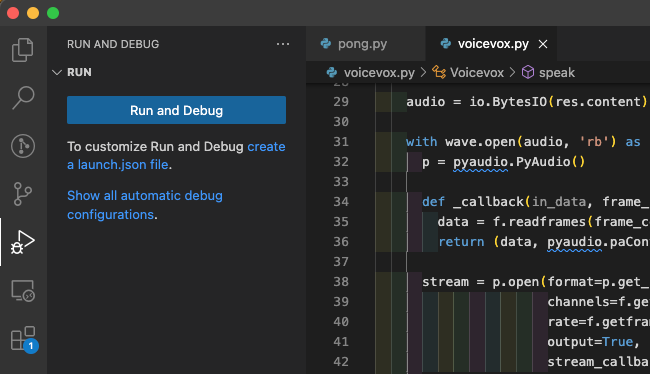 RUN AND DEBUG ...
RUN
Run and Debug
To customize Run and Debug create
a launch.json file.
Show all automatic debug
configurations.
1
pong.py voicevox.py
voicevox.py > Voicevox > speak
29 audio = io.BytesIO(res.content)
30
31 with wave.open(audio, 'rb') as
32 p = pyaudio.PyAudio()
33
34 def _callback(in_data, frame_
35 data = f.readframes(frame_c
36 return (data, pyaudio.paCon
37
38 stream = p.open(format=p.get_
39 channels=f.ge
40 rate=f.getfram
41 output=True,
42 stream_callba